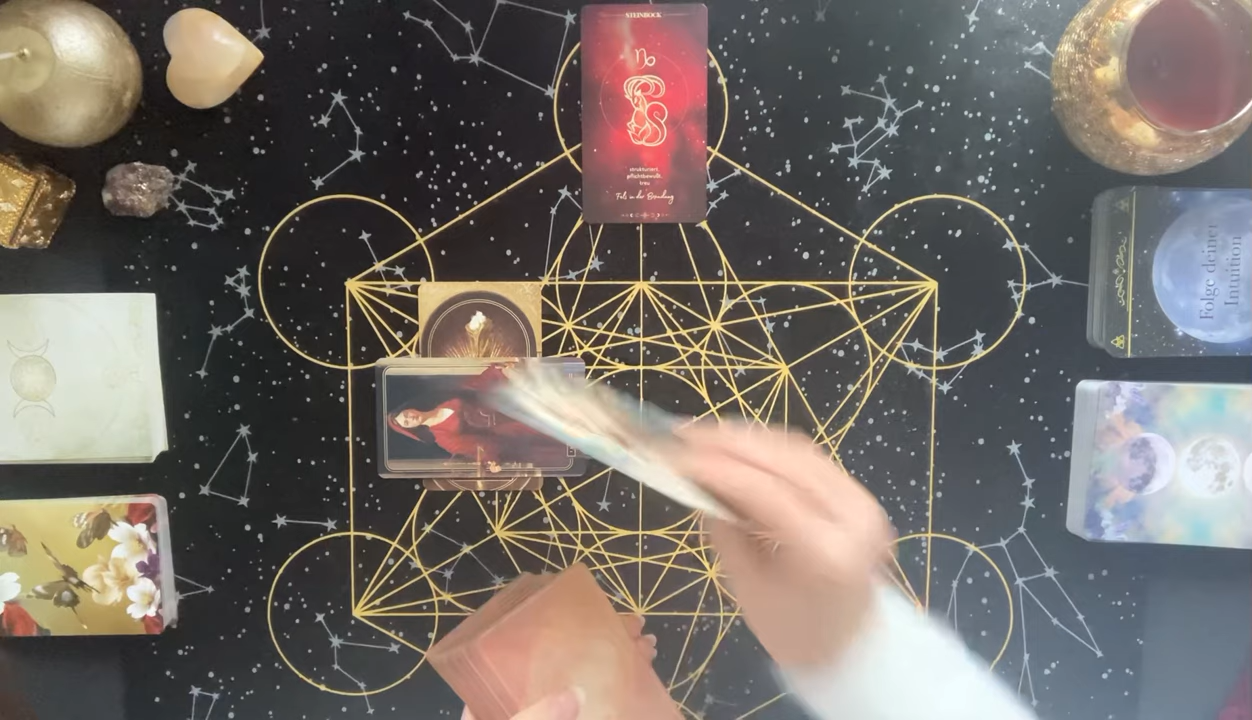 STEINBOCK
strukturiert,
pflichtbewußt,
treu
Fels in der Brandung
Folge deiner
Intuition